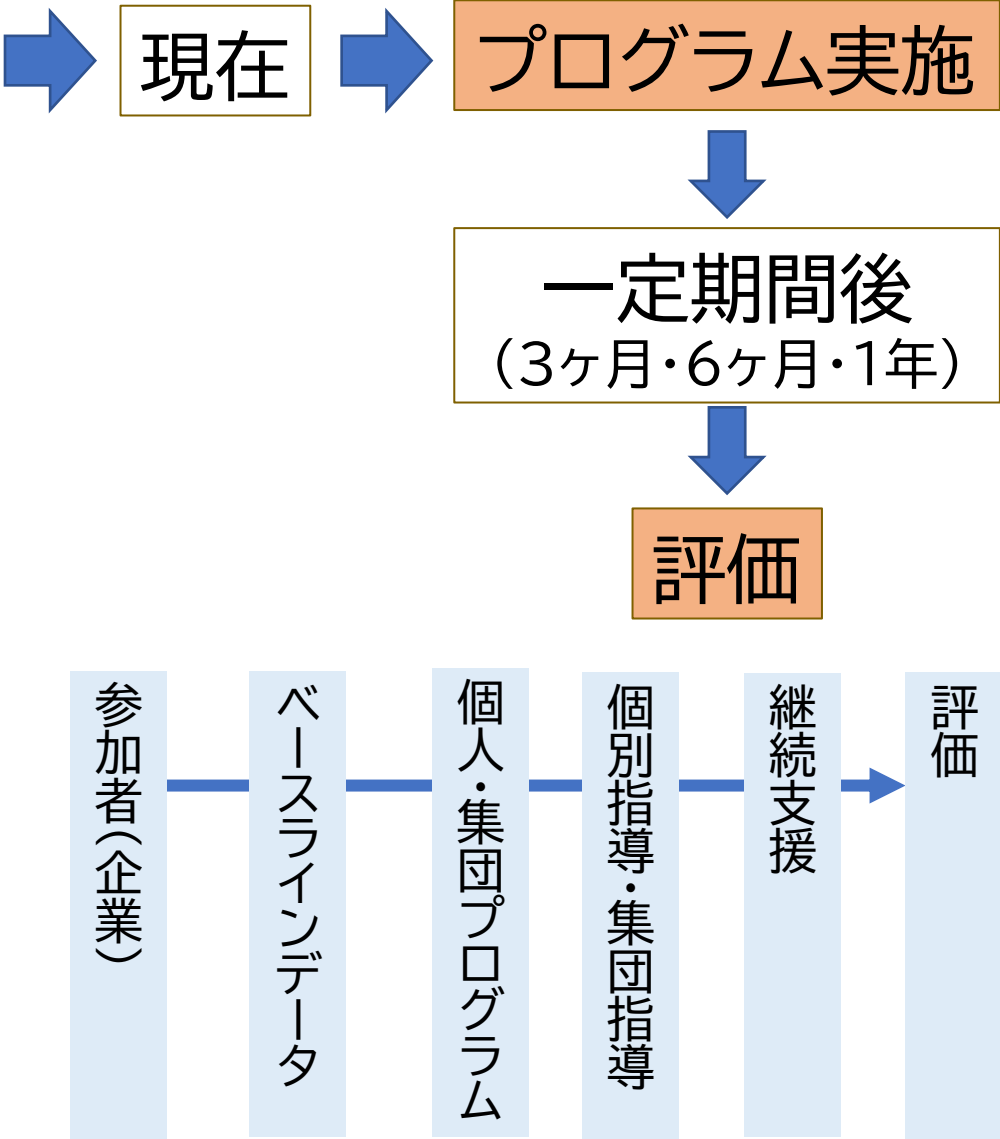 現在
プログラム実施
一定期間後
（3ヶ月・6ヶ月・1年）
評価
参加者（企業）
ベースラインデータ
個人・集団プログラム
個別指導・集団指導
継続支援
評価